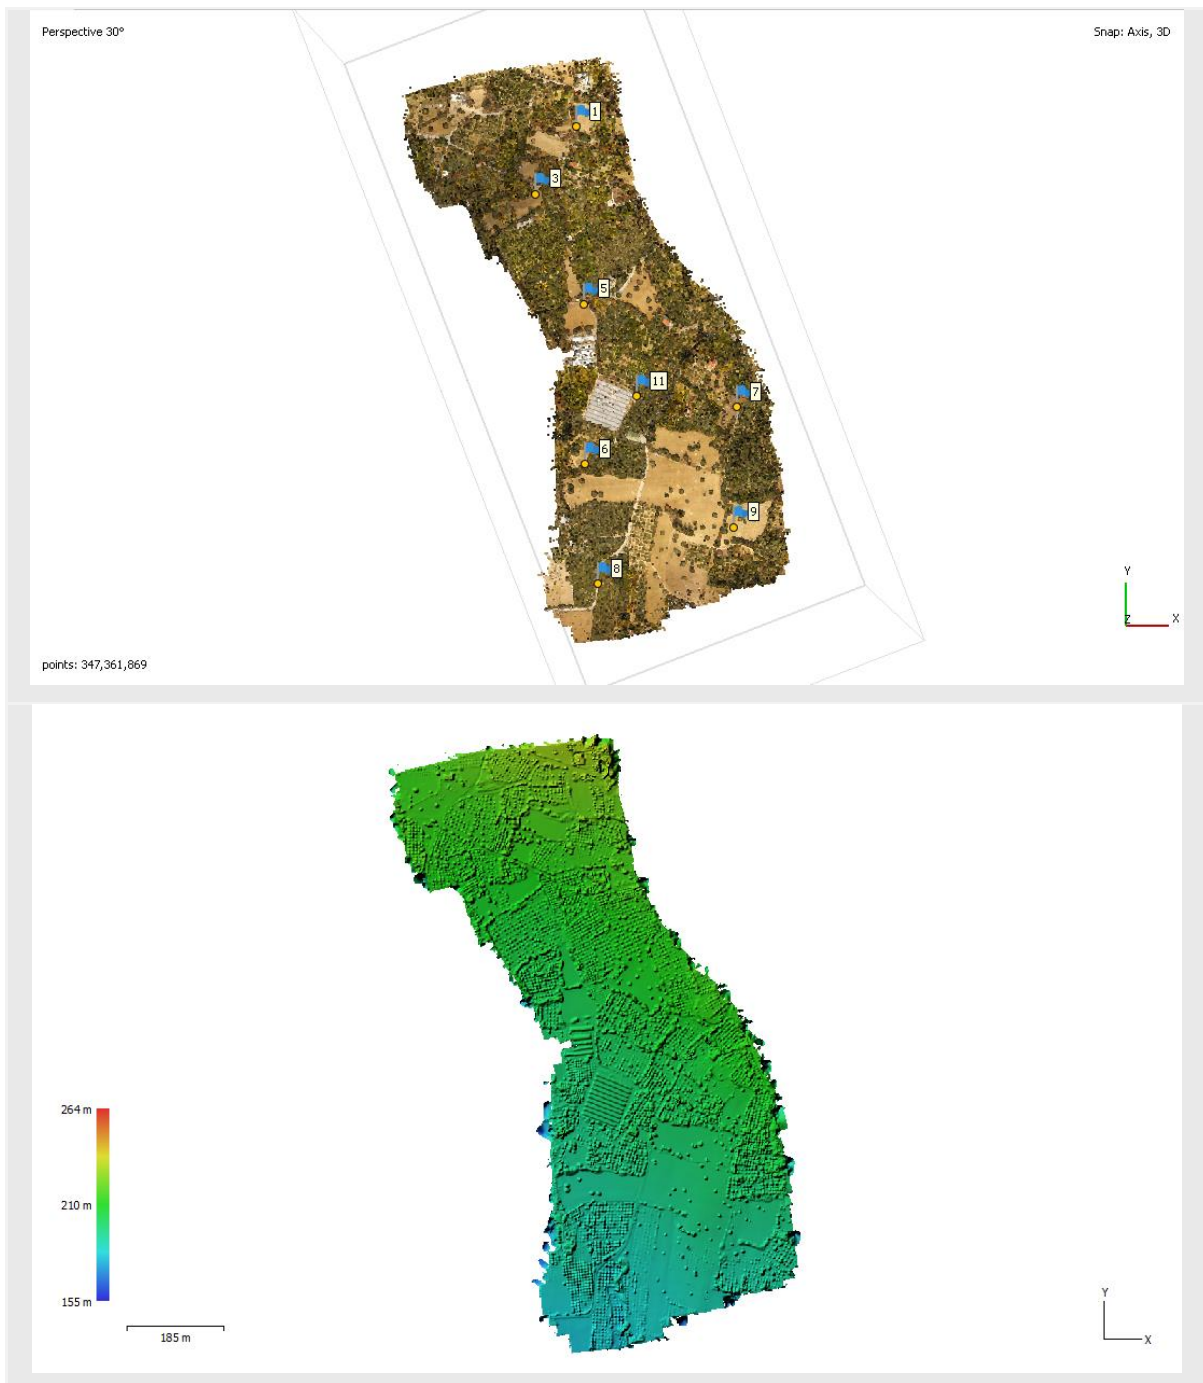 Perspective 30°
Snap: Axis, 3D
1
3
5
11
7
6
9
8
Y
Z
X
points: 347,361,869
264 m
210 m
155 m
185 m
Y
X